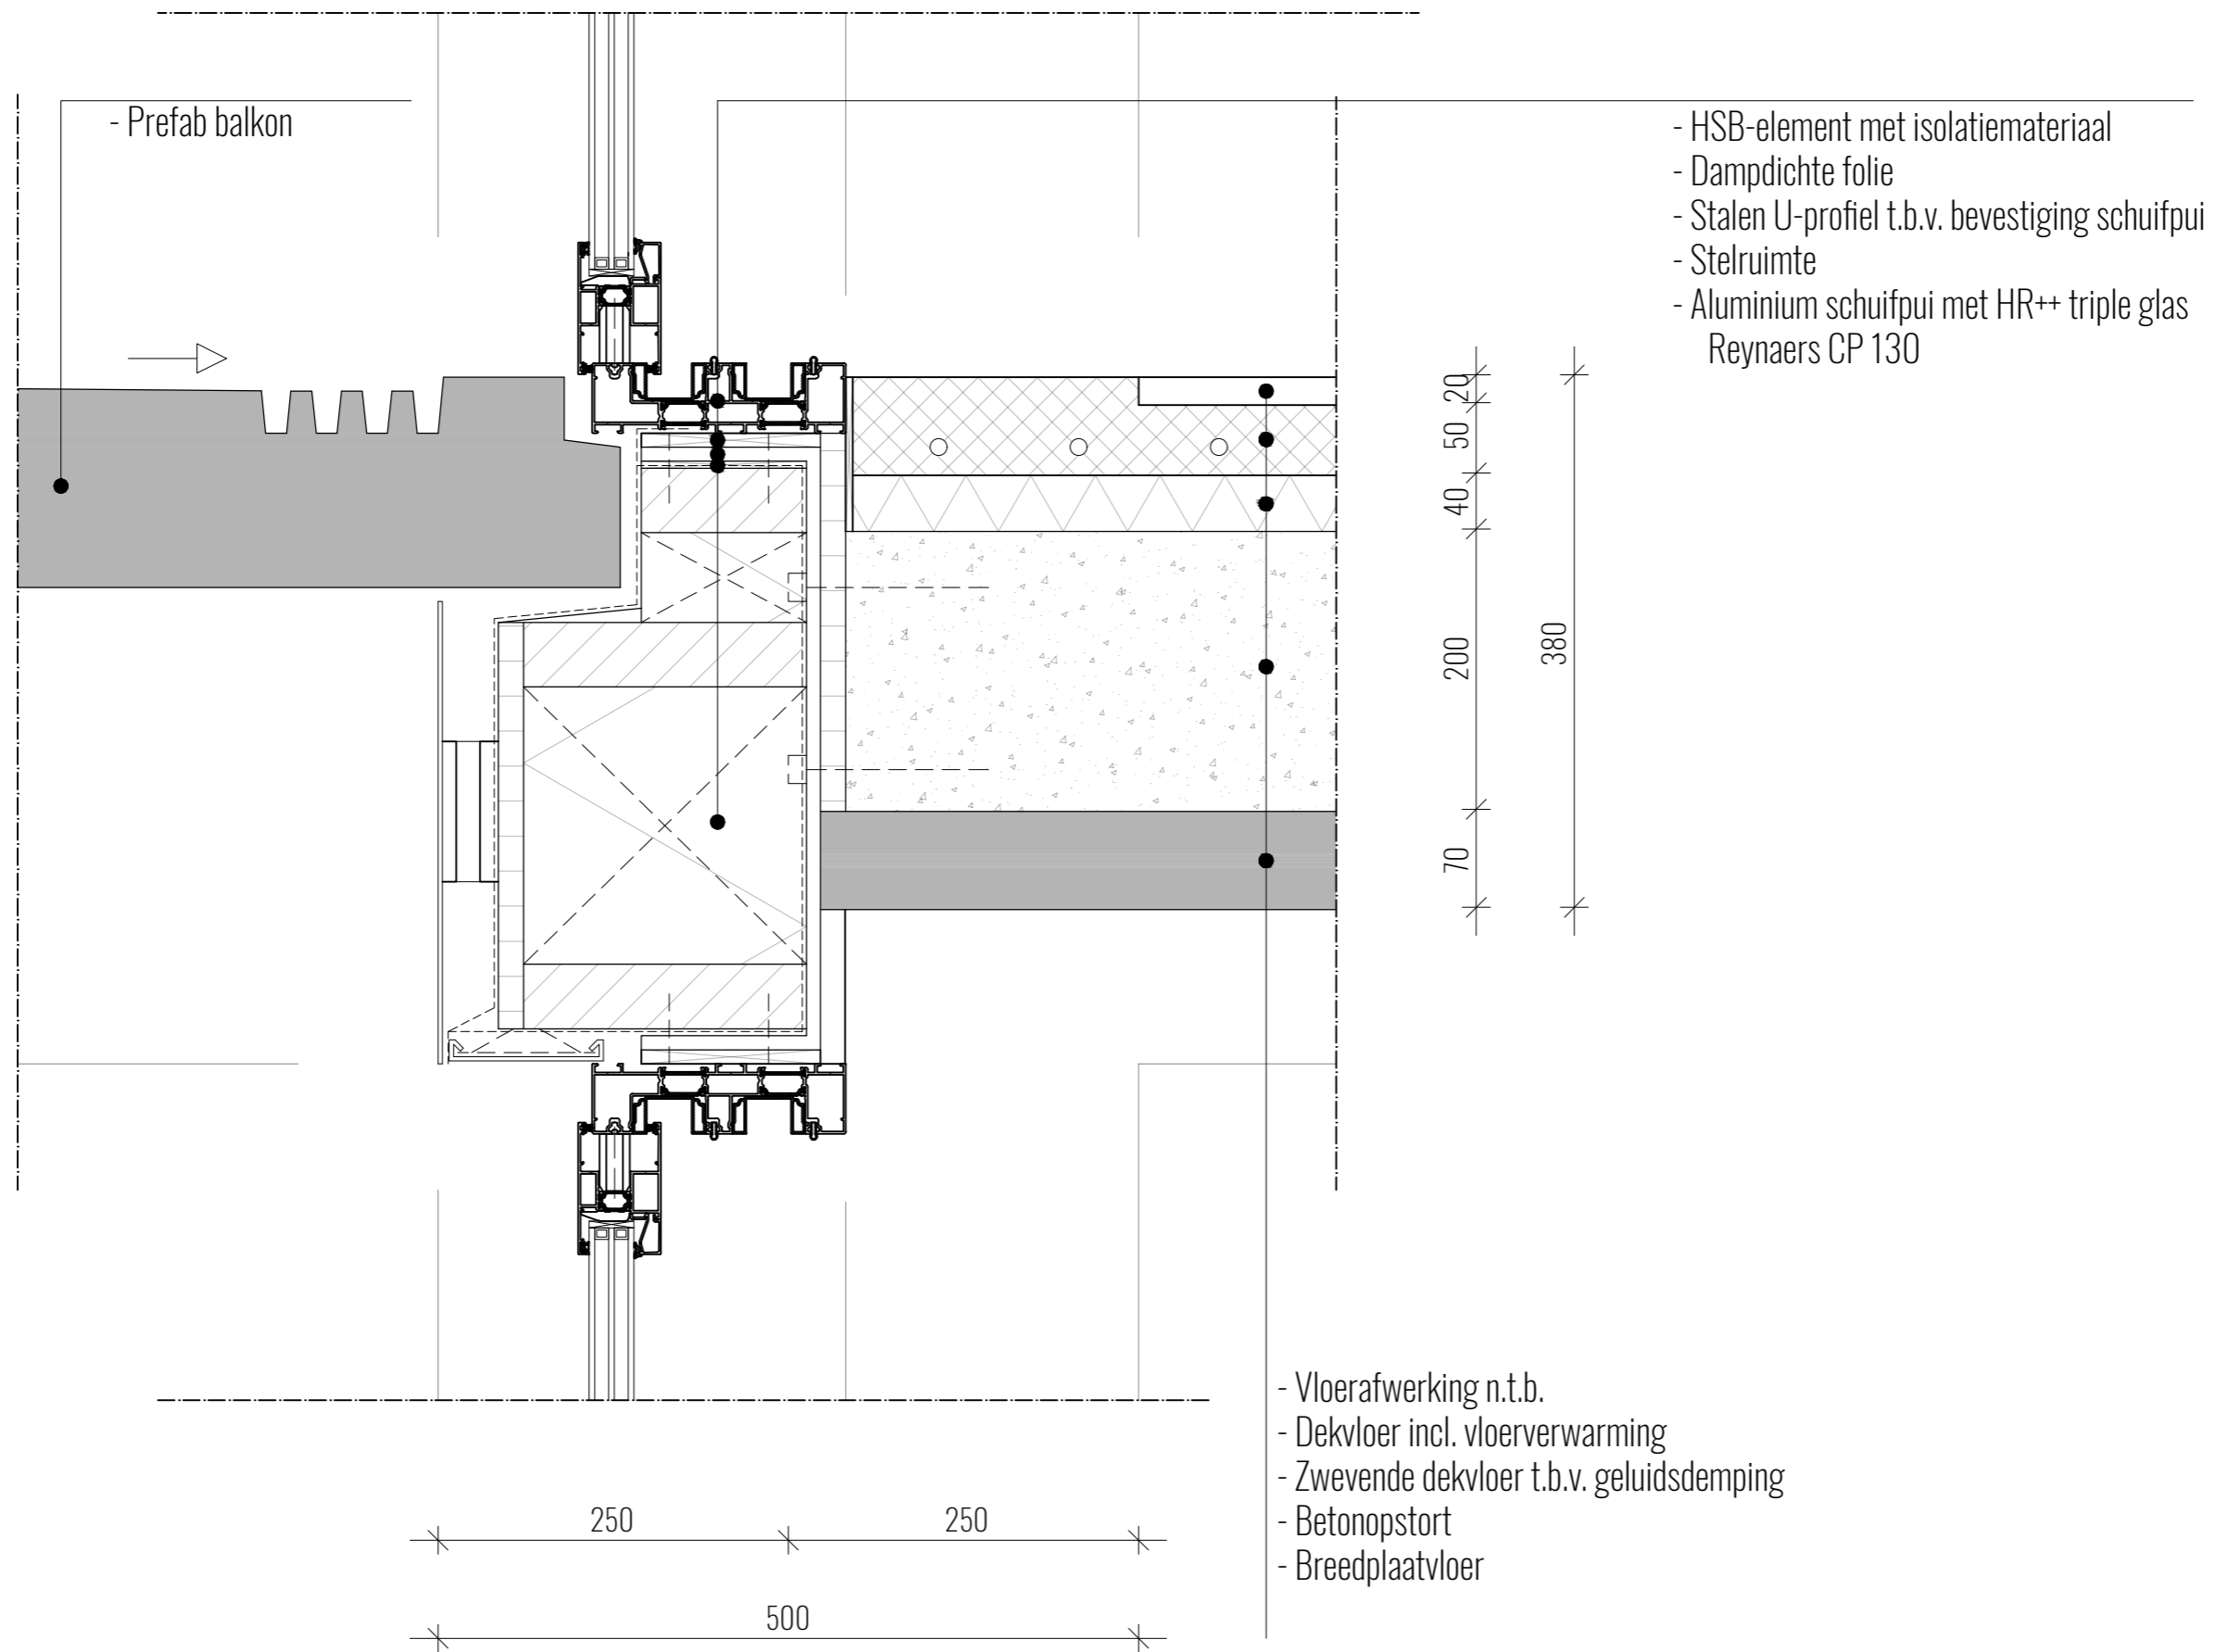 - Prefab balkon
- HSB-element met isolatiemateriaal
- Dampdichte folie
- Stalen U-profiel t.b.v. bevestiging schuifpui
- Stelruimte
- Aluminium schuifpui met HR++ triple glas
Reynaers CP 130
20
50
40
200
380
70
- Vloerafwerking n.t.b.
- Dekvloer incl. vloerverwarming
- Zwevende dekvloer t.b.v. geluidsdemping
- Betonopstort
- Breedplaatvloer
250
250
500